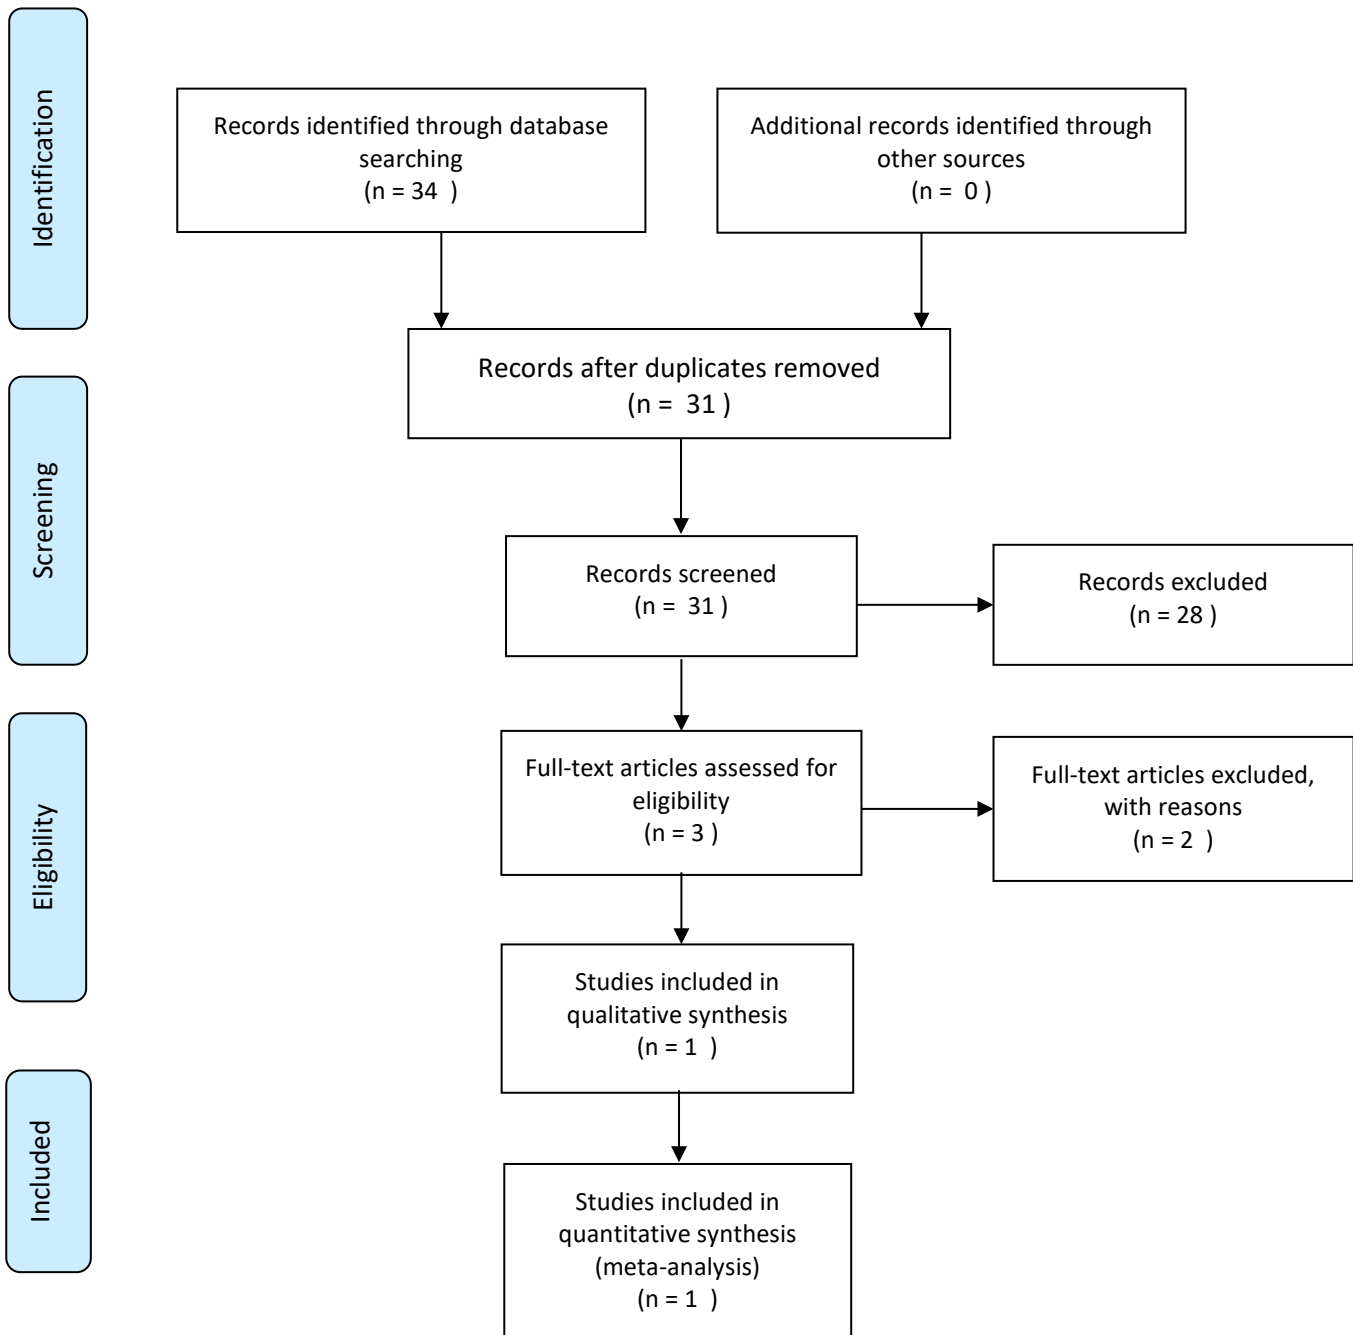 Identification
Records identified through database
searching
(n = 34  )
Additional records identified through
other sources
(n =  0 )
Records after duplicates removed
(n =  31 )
Screening
Records screened
(n =  31 )
Records excluded
(n = 28 )
Eligibility
Full-text articles assessed for
eligibility
(n = 3 )
Full-text articles excluded,
with reasons
(n = 2  )
Studies included in
qualitative synthesis
(n = 1  )
Included
Studies included in
quantitative synthesis
(meta-analysis)
(n = 1  )